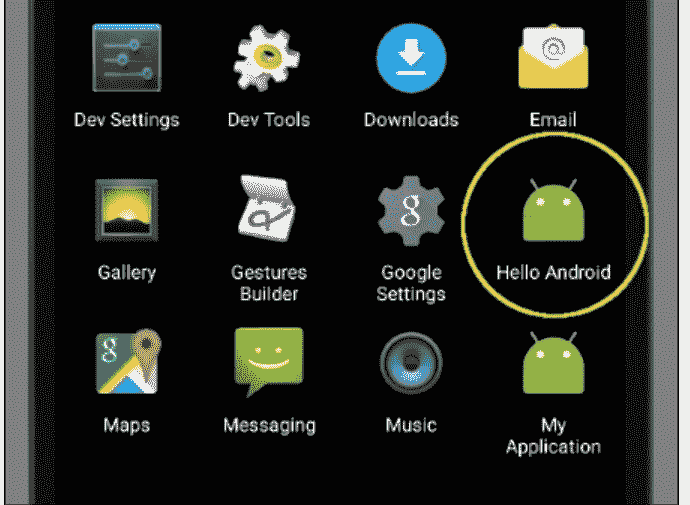 Dev Settings
Dev Tools
Downloads
@
Email
Gallery
a
Gestures
Builder
g
Google
Settings
Hello Android
g
Maps
Messaging
Music
My
Application